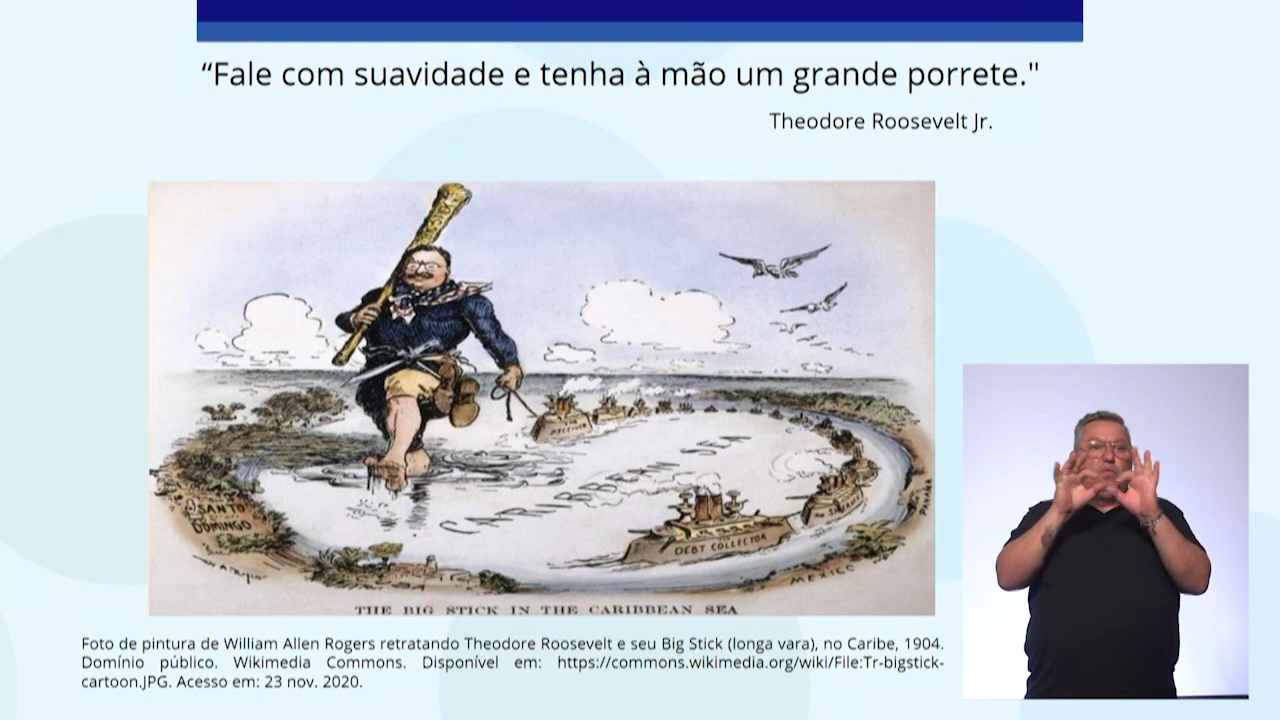 “Fale com suavidade e tenha à mão um grande porrete."
Theodore Roosevelt Jr.
SANTO
DOMINGO
CARIBBEAN SEA
RECEIVER
DEBT COLLECTOR
MEXICO
PANAMA
THE BIG STICK IN THE CARIBBEAN SEA
Foto de pintura de William Allen Rogers retratando Theodore Roosevelt e seu Big Stick (longa vara), no Caribe, 1904.
Domínio público. Wikimedia Commons. Disponível em: https://commons.wikimedia.org/wiki/File:Tr-bigstick-
cartoon.JPG. Acesso em: 23 nov. 2020.